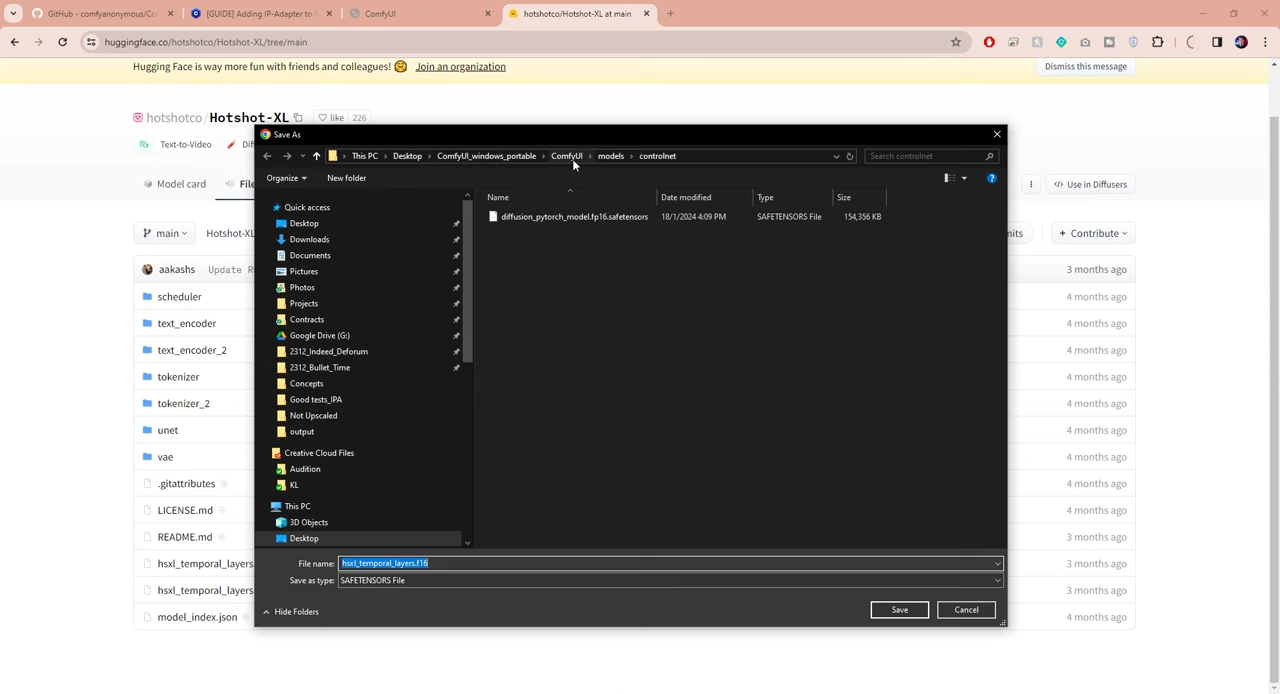 GitHub - comfyanonymous/Co
[GUIDE] Adding IP-Adapter to
ComfyUI
hotshotco/Hotshot-XL at main
huggingface.co/hotshotco/Hotshot-XL/tree/main
Hugging Face is way more fun with friends and colleagues! 🤗 Join an organization
Dismiss this message
hotshotco/Hotshot-XL
like 226
Text-to-Video
Model card
Use in Diffusers
main
Hotshot-XL
Contribute
aakashs Update
3 months ago
scheduler
4 months ago
text_encoder
4 months ago
text_encoder_2
4 months ago
tokenizer
4 months ago
tokenizer_2
4 months ago
unet
4 months ago
vae
4 months ago
.gitattributes
4 months ago
LICENSE.md
4 months ago
README.md
3 months ago
hsxl_temporal_layers.
3 months ago
hsxl_temporal_layers.
3 months ago
model_index.json
4 months ago
Save As
This PC > Desktop > ComfyUI_windows_portable > ComfyUI > models > controlnet
Search controlnet
Organize
New folder
Name
Date modified
Type
Size
diffusion_pytorch_model.fp16.safetensors
18/1/2024 4:09 PM
SAFETENSORS File
154,356 KB
Quick access
Desktop
Downloads
Documents
Pictures
Photos
Projects
Contracts
Google Drive (G:)
2312_Indeed_Deforum
2312_Bullet_Time
Concepts
Good tests_IPA
Not Upscaled
output
Creative Cloud Files
Audition
KL
This PC
3D Objects
Desktop
File name: hsxl_temporal_layers.f16
Save as type: SAFETENSORS File
Hide Folders
Save
Cancel